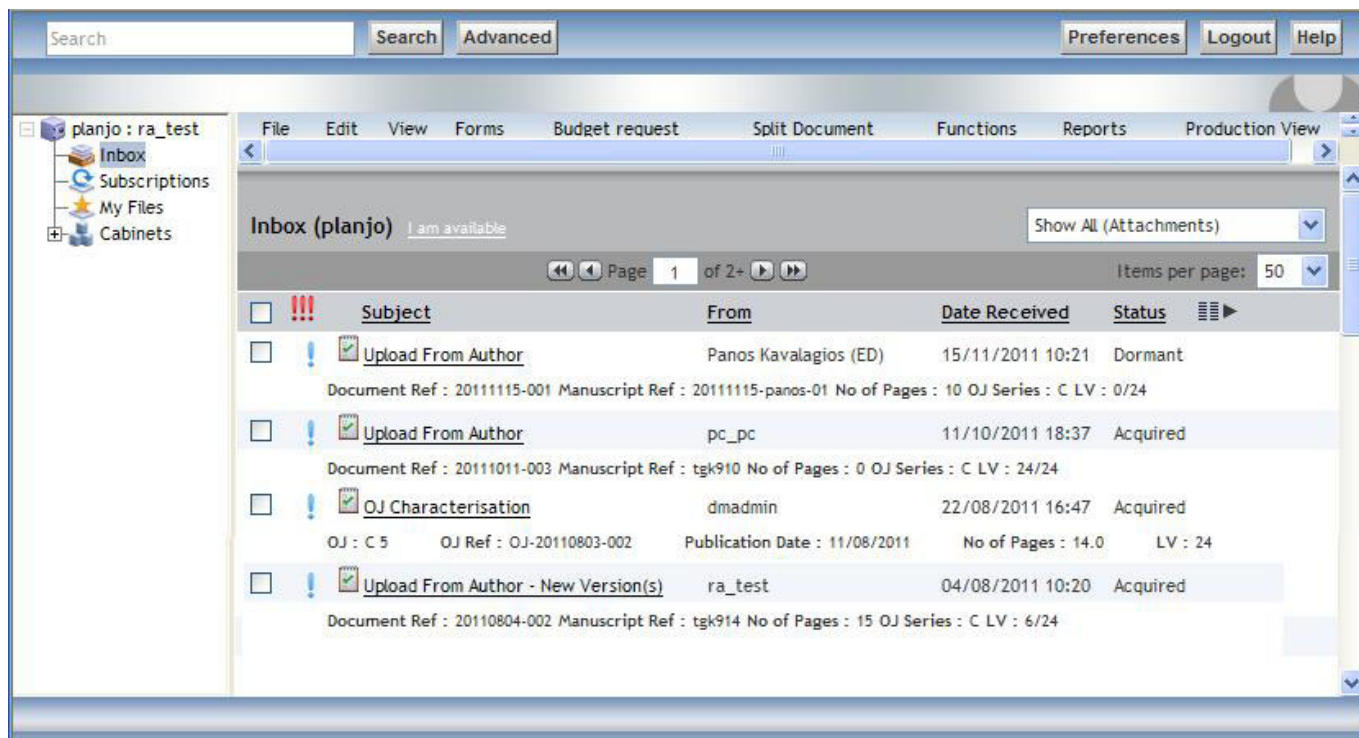 Search Search Advanced Preferences Logout Help
planjo : ra_test
Inbox
Subscriptions
My Files
Cabinets
File Edit View Forms Budget request Split Document Functions Reports Production View
Inbox (planjo) I am available Show All (Attachments)
Page 1 of 2+ Items per page: 50
!!! Subject From Date Received Status
Upload From Author Panos Kavalagios (ED) 15/11/2011 10:21 Dormant
Document Ref : 20111115-001 Manuscript Ref : 20111115-panos-01 No of Pages : 10 OJ Series : C LV : 0/24
Upload From Author pc_pc 11/10/2011 18:37 Acquired
Document Ref : 20111011-003 Manuscript Ref : tgk910 No of Pages : 0 OJ Series : C LV : 24/24
OJ Characterisation dmadmin 22/08/2011 16:47 Acquired
OJ : C 5 OJ Ref : OJ-20110803-002 Publication Date : 11/08/2011 No of Pages : 14.0 LV : 24
Upload From Author - New Version(s) ra_test 04/08/2011 10:20 Acquired
Document Ref : 20110804-002 Manuscript Ref : tgk914 No of Pages : 15 OJ Series : C LV : 6/24